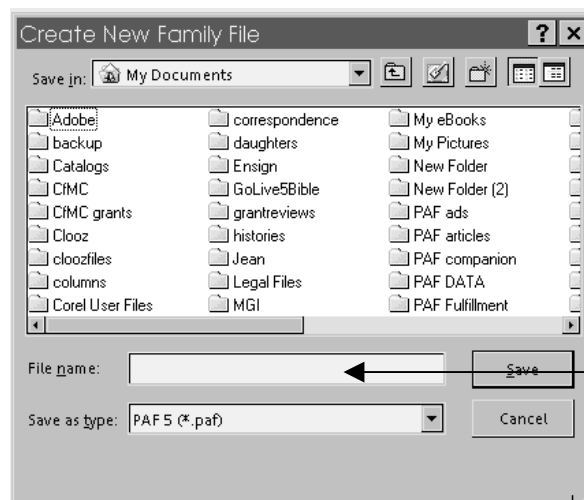 Create New Family File
? ×
Save in: My Documents
Adobe correspondence My eBooks
backup daughters My Pictures
Catalogs Ensign New Folder
CfMC GoLive5Bible New Folder (2)
CfMC grants grantreviews PAF ads
Clooz histories PAF articles
cloozfiles Jean PAF companion
columns Legal Files PAF DATA
Corel User Files MGI PAF Fulfillment
File name: Save
Save as type: PAF 5 (*.paf) Cancel